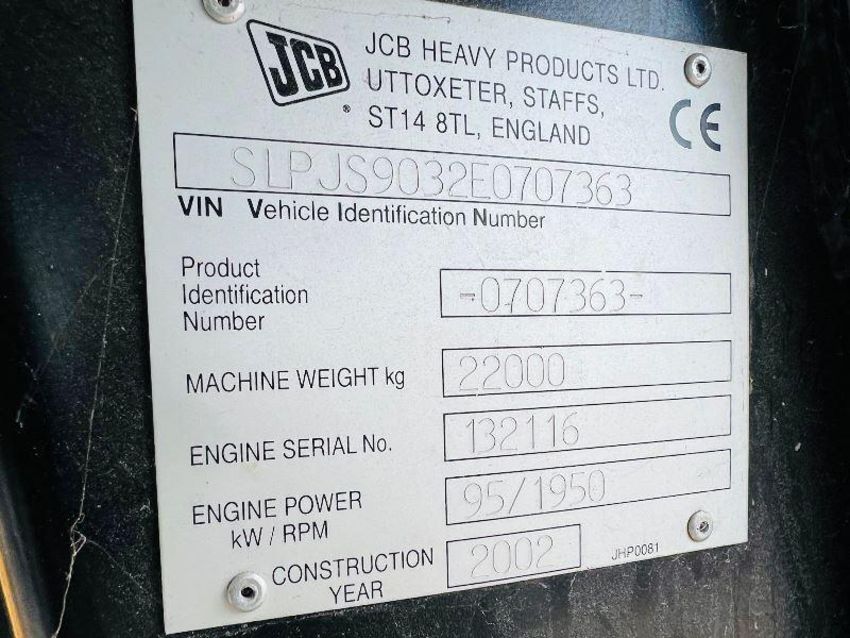 JCB
JCB HEAVY PRODUCTS LTD.
UTTOXETER, STAFFS,
® ST14 8TL, ENGLAND
CE
SLPJS9032E0707363
VIN Vehicle Identification Number
Product
Identification
Number
-0707363-
MACHINE WEIGHT kg
22000
ENGINE SERIAL No.
132116
ENGINE POWER
kW / RPM
95/1950
CONSTRUCTION
YEAR
2002
JHP0081